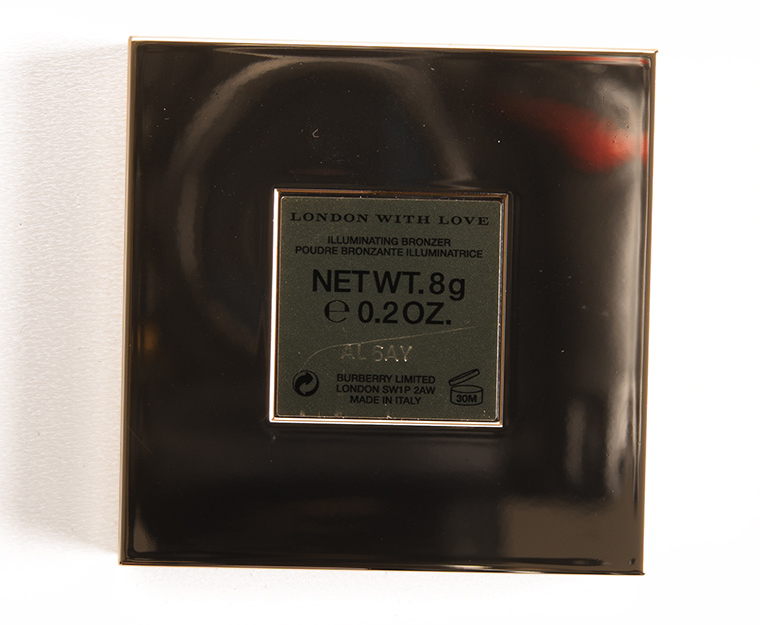 LONDON WITH LOVE
ILLUMINATING BRONZER
POUDRE BRONZANTE ILLUMINATRICE
NET WT. 8g
℮ 0.2 OZ.
BURBERRY LIMITED
LONDON SW1P 2AW
MADE IN ITALY
30M